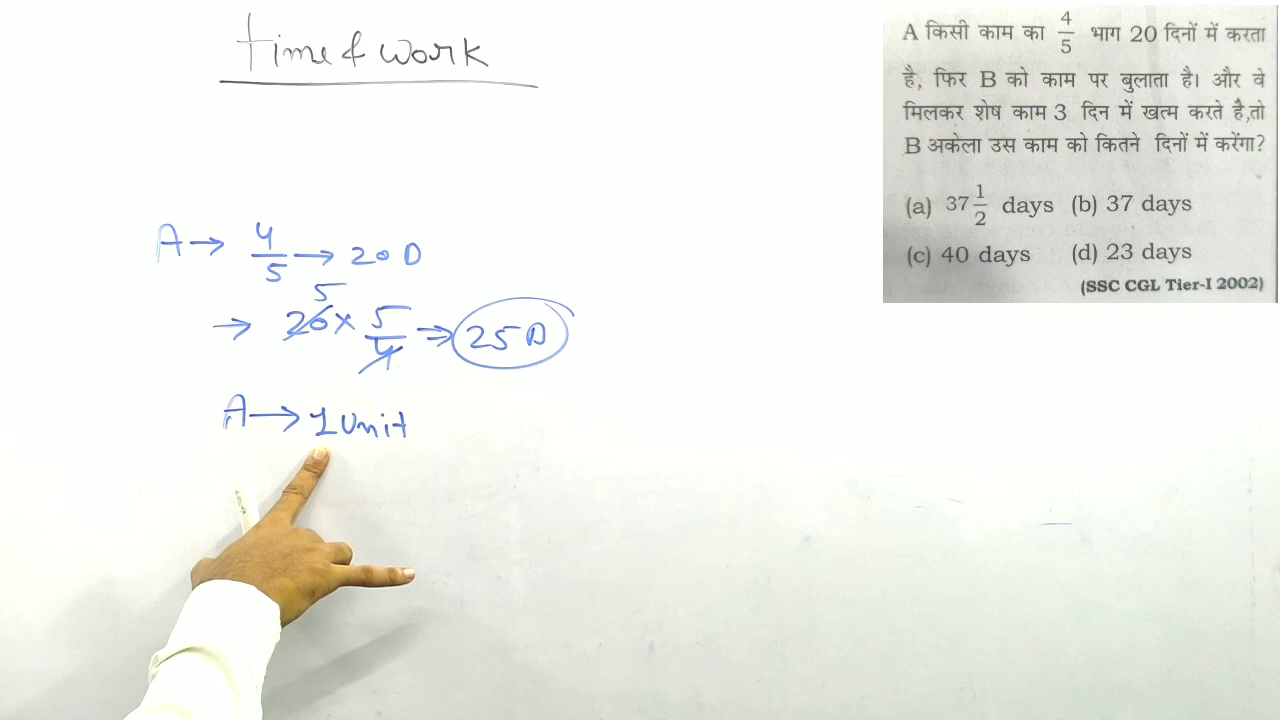 time & work
A → 4/5 → 20 D
5
→ 20 × 5/4 ⇒ 25 D
A → 1 Unit
A किसी काम का 4/5 भाग 20 दिनों में करता
है, फिर B को काम पर बुलाता है। और वे
मिलकर शेष काम 3 दिन में खत्म करते है,तो
B अकेला उस काम को कितने दिनों में करेंगा?
(a) 37 1/2 days (b) 37 days
(c) 40 days (d) 23 days
(SSC CGL Tier-I 2002)